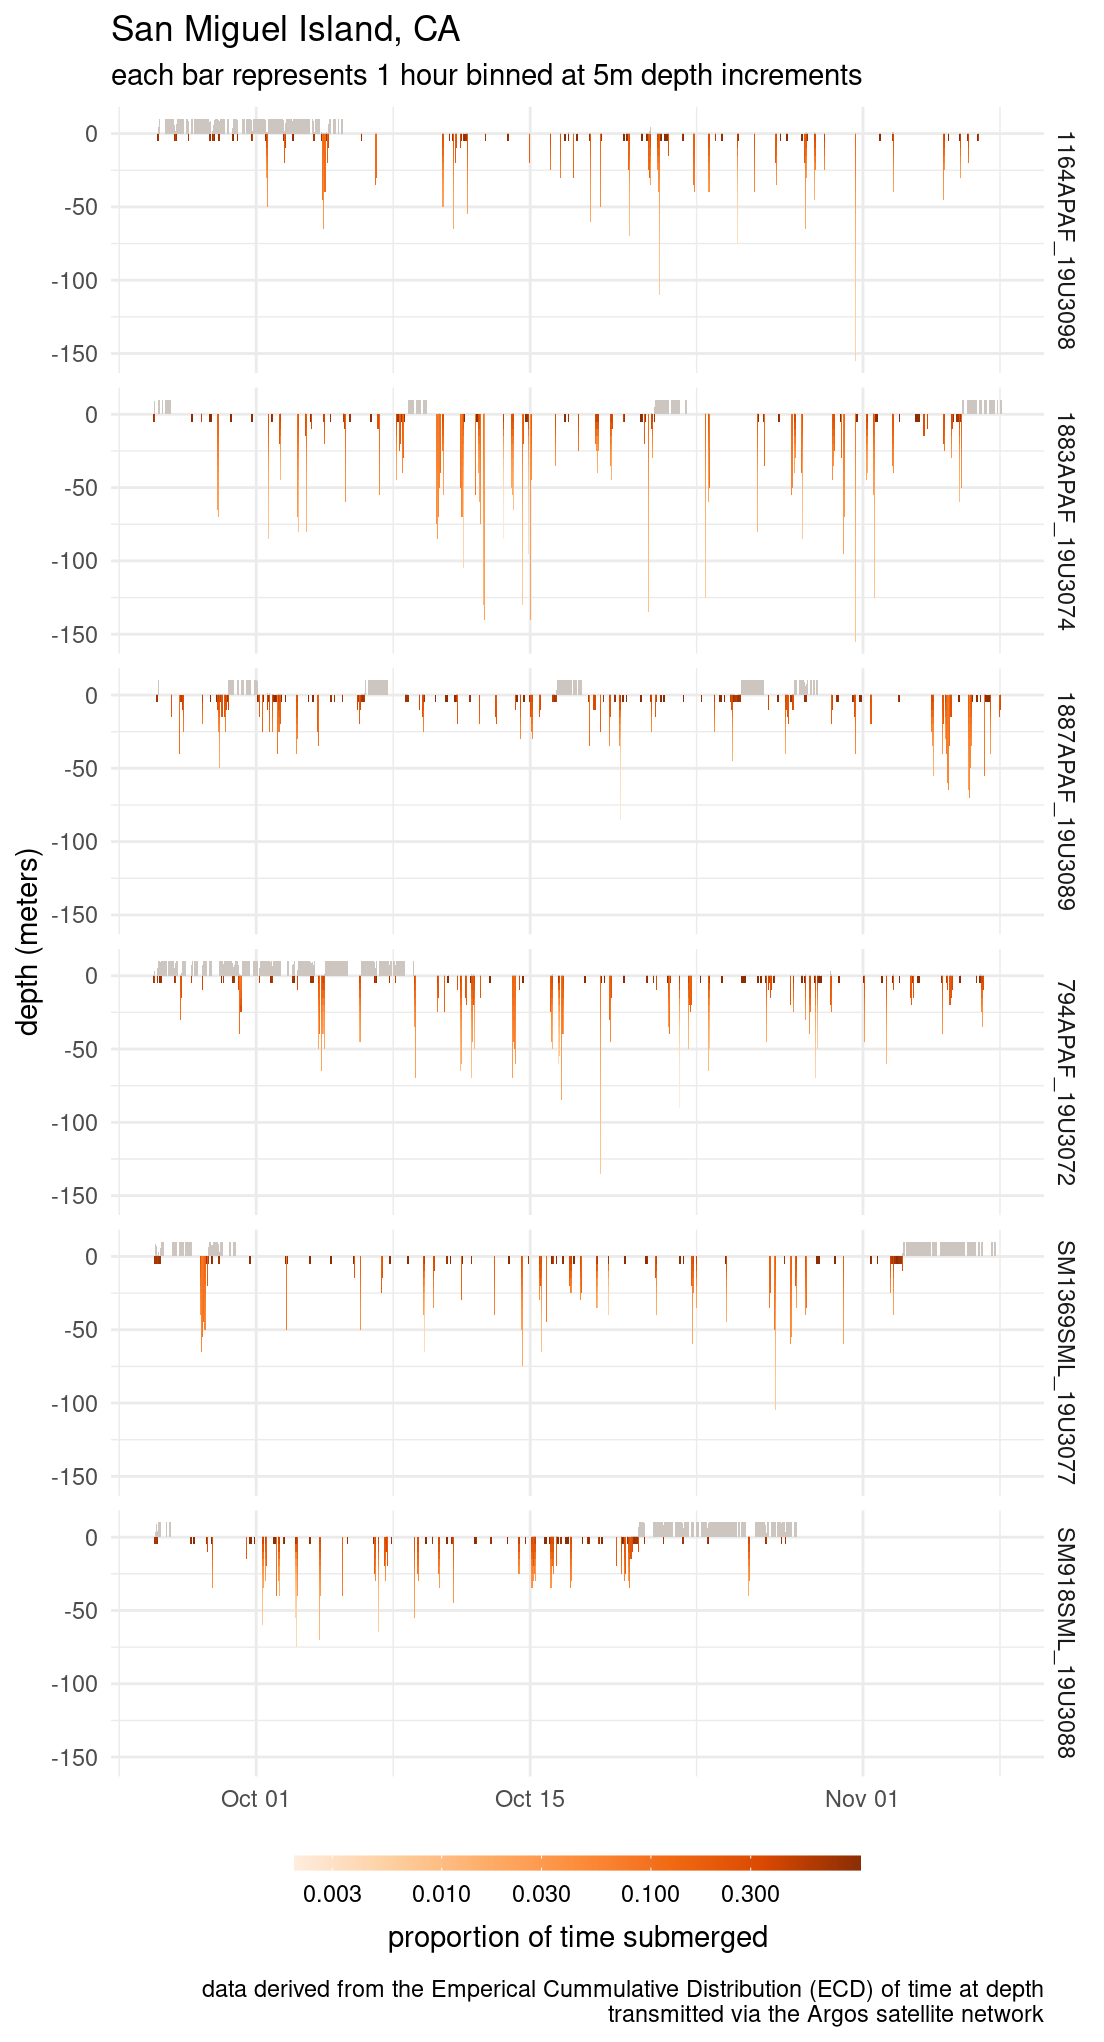 San Miguel Island, CA
each bar represents 1 hour binned at 5m depth increments
0
-50
-100
-150
1164APAF_19U3098
0
-50
-100
-150
1883APAF_19U3074
0
-50
-100
-150
1887APAF_19U3089
depth (meters)
0
-50
-100
-150
794APAF_19U3072
0
-50
-100
-150
SM1369SML_19U3077
0
-50
-100
-150
SM918SML_19U3088
Oct 01 Oct 15 Nov 01
0.003 0.010 0.030 0.100 0.300
proportion of time submerged
data derived from the Emperical Cummulative Distribution (ECD) of time at depth
transmitted via the Argos satellite network